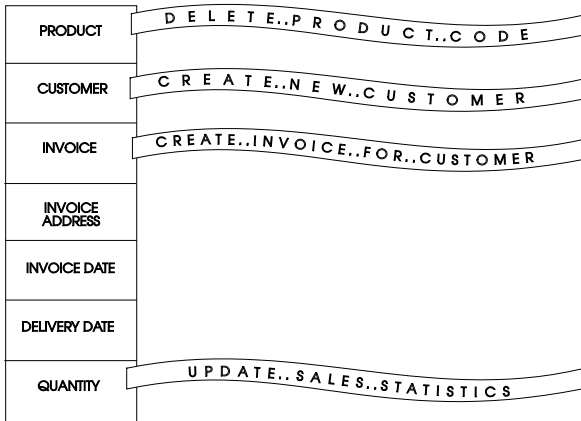 PRODUCT
DELETE..PRODUCT..CODE
CUSTOMER
CREATE..NEW..CUSTOMER
INVOICE
CREATE..INVOICE..FOR..CUSTOMER
INVOICE
ADDRESS
INVOICE DATE
DELIVERY DATE
QUANTITY
UPDATE..SALES..STATISTICS